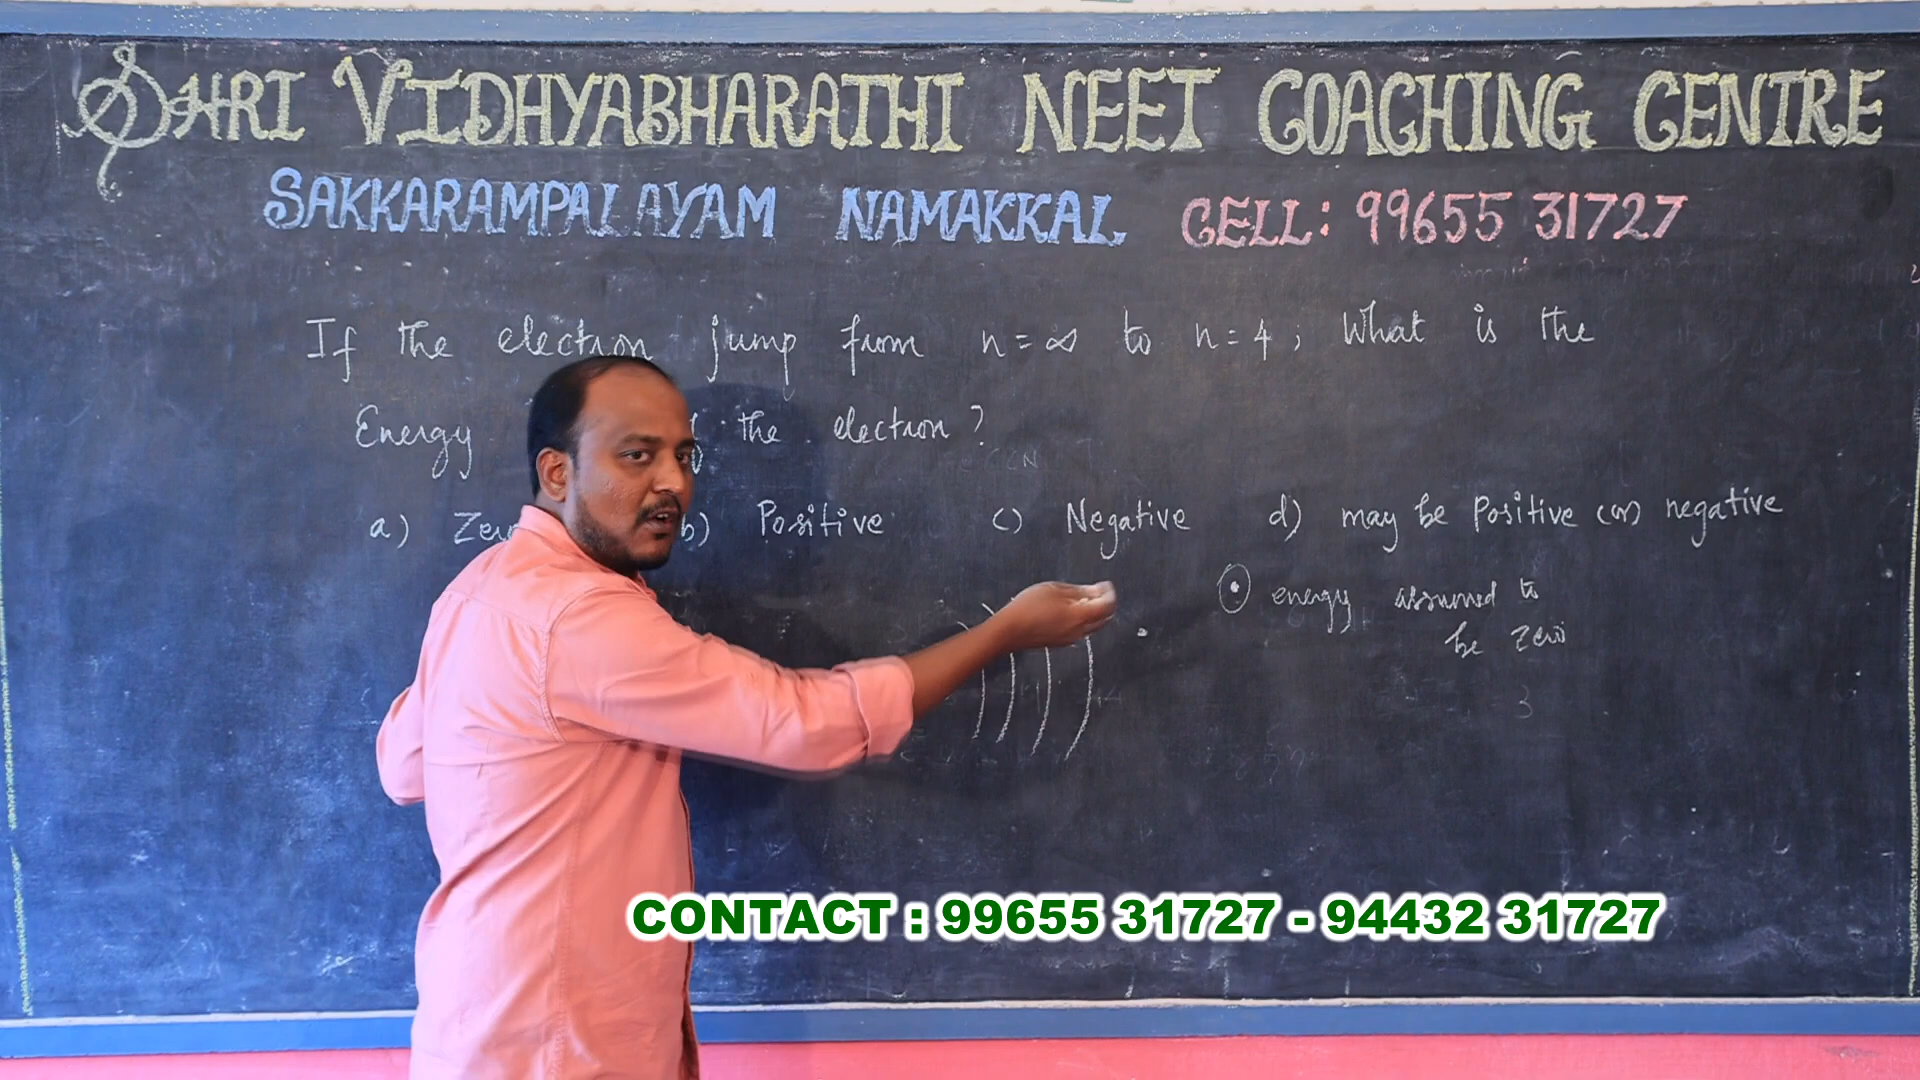 SHRI VIDHYABHARATHI NEET COACHING CENTRE
SAKKARAMPALAYAM NAMAKKAL CELL: 99655 31727
If the electron jump from n=∞ to n=4; What is the
Energy the electron?
a) b) Positive c) Negative d) may be Positive (or) negative
energy assumed to
be zero
CONTACT : 99655 31727 - 94432 31727